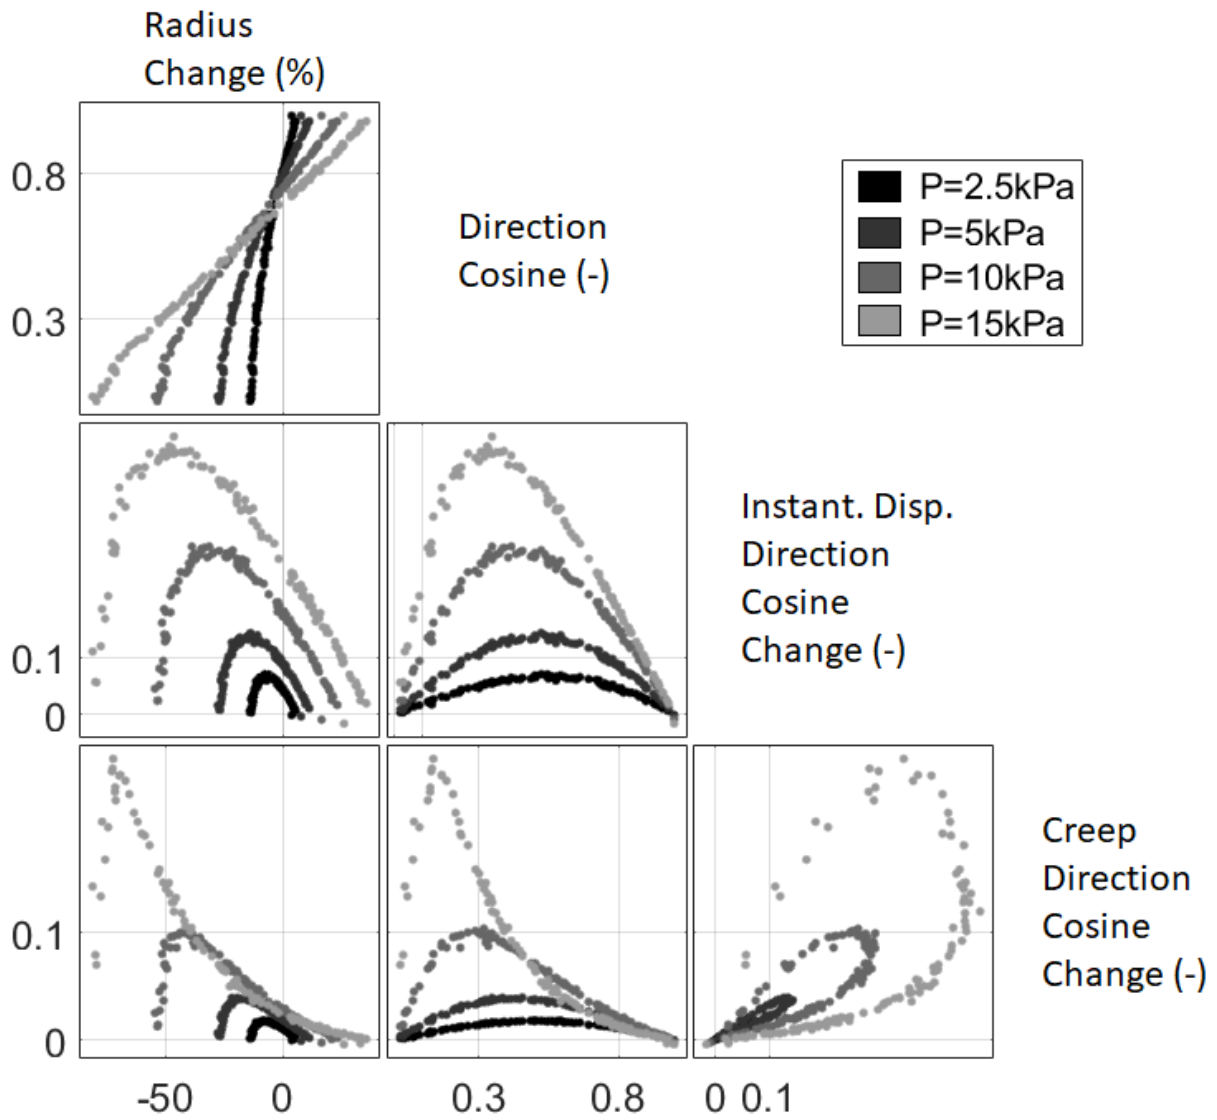 Radius
Change (%)
0.8
0.3
Direction
Cosine (-)
P=2.5kPa
P=5kPa
P=10kPa
P=15kPa
0.1
0
Instant. Disp.
Direction
Cosine
Change (-)
0.1
0
Creep
Direction
Cosine
Change (-)
-50 0 0.3 0.8 0 0.1